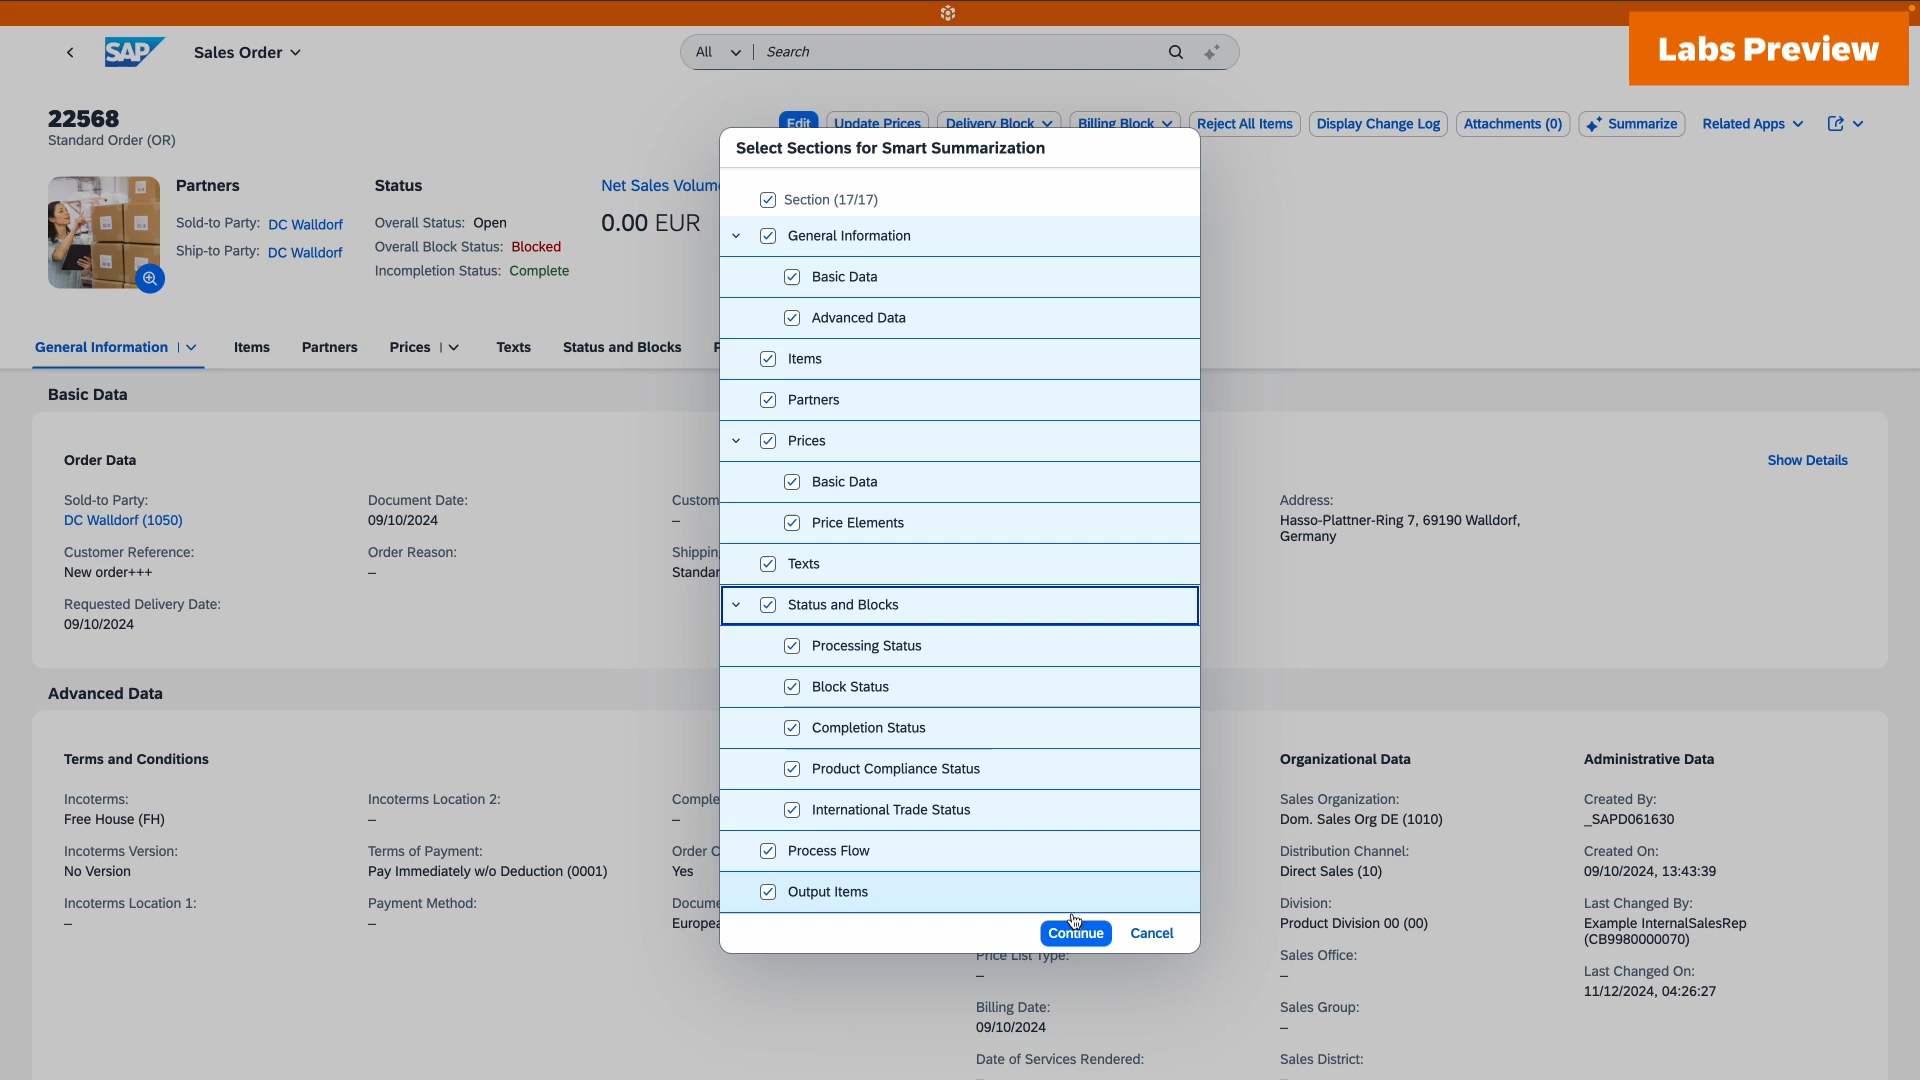 Labs Preview
SAP
Sales Order
All
Search
22568
Standard Order (OR)
Edit
Update Prices
Delivery Block
Billing Block
Reject All Items
Display Change Log
Attachments (0)
Summarize
Related Apps
Partners
Sold-to Party: DC Walldorf
Ship-to Party: DC Walldorf
Status
Overall Status: Open
Overall Block Status: Blocked
Incompletion Status: Complete
Net Sales Volum
0.00 EUR
General Information
Items
Partners
Prices
Texts
Status and Blocks
Basic Data
Order Data
Show Details
Sold-to Party:
DC Walldorf (1050)
Customer Reference:
New order+++
Requested Delivery Date:
09/10/2024
Document Date:
09/10/2024
Order Reason:
–
Custom
–
Shippin
Standar
Address:
Hasso-Plattner-Ring 7, 69190 Walldorf,
Germany
Advanced Data
Terms and Conditions
Incoterms:
Free House (FH)
Incoterms Version:
No Version
Incoterms Location 1:
–
Incoterms Location 2:
–
Terms of Payment:
Pay Immediately w/o Deduction (0001)
Payment Method:
–
Comple
–
Order C
Yes
Docume
Europea
Price List Type:
–
Billing Date:
09/10/2024
Date of Services Rendered:
Organizational Data
Sales Organization:
Dom. Sales Org DE (1010)
Distribution Channel:
Direct Sales (10)
Division:
Product Division 00 (00)
Sales Office:
–
Sales Group:
–
Sales District:
Administrative Data
Created By:
_SAPD061630
Created On:
09/10/2024, 13:43:39
Last Changed By:
Example InternalSalesRep
(CB9980000070)
Last Changed On:
11/12/2024, 04:26:27
Select Sections for Smart Summarization
Section (17/17)
General Information
Basic Data
Advanced Data
Items
Partners
Prices
Basic Data
Price Elements
Texts
Status and Blocks
Processing Status
Block Status
Completion Status
Product Compliance Status
International Trade Status
Process Flow
Output Items
Continue
Cancel